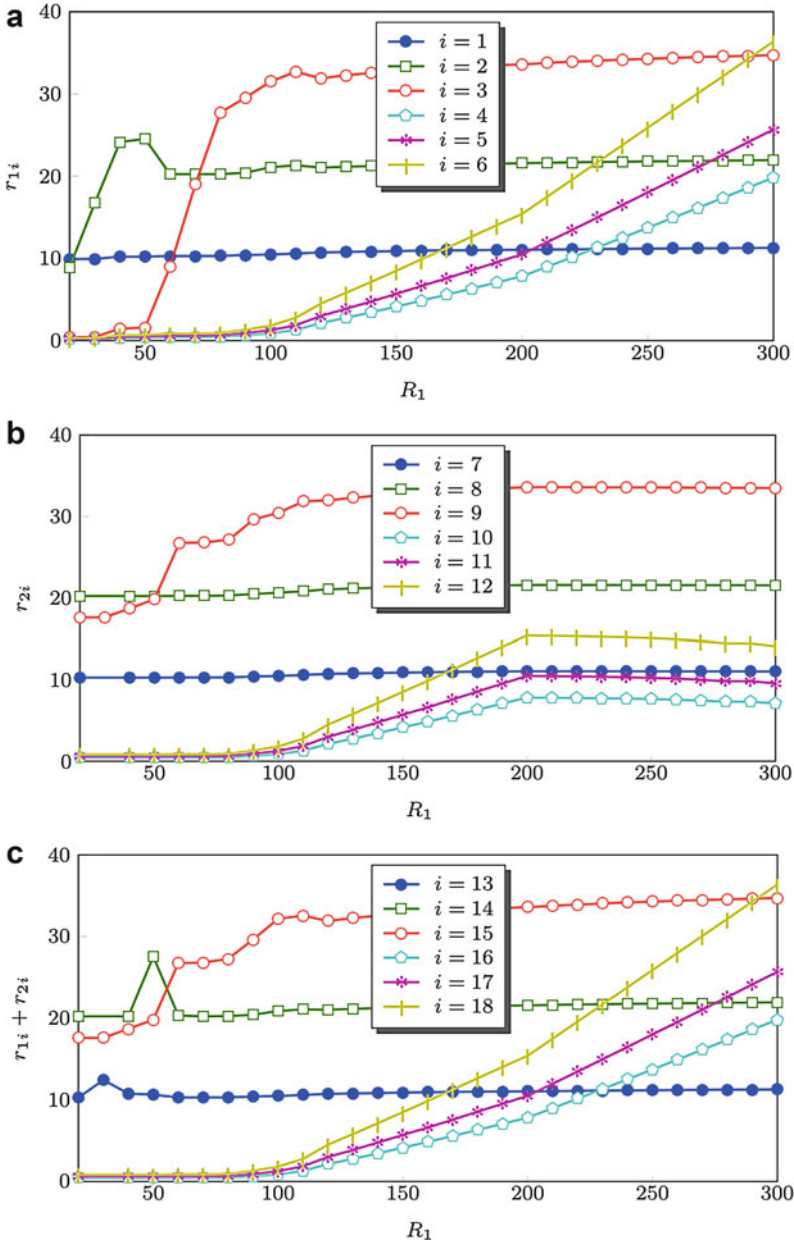 a
40
30
20
10
0
r₁ᵢ
i = 1
i = 2
i = 3
i = 4
i = 5
i = 6
50 100 150 200 250 300
R₁
b
40
30
20
10
0
r₂ᵢ
i = 7
i = 8
i = 9
i = 10
i = 11
i = 12
50 100 150 200 250 300
R₁
c
40
30
20
10
0
r₁ᵢ + r₂ᵢ
i = 13
i = 14
i = 15
i = 16
i = 17
i = 18
50 100 150 200 250 300
R₁